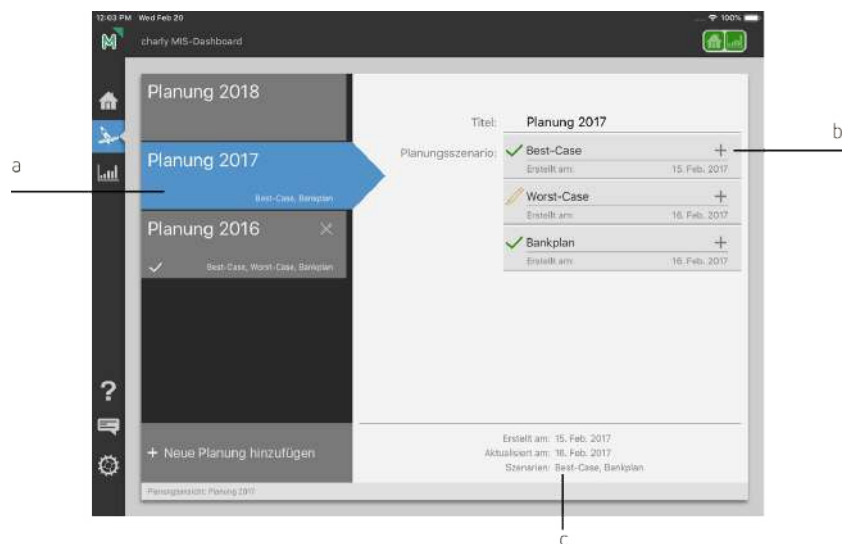 12:03 PM Wed Feb 20
100%
M
charly MIS-Dashboard
Planung 2018
Titel: Planung 2017
b
Planungsszenario: Best-Case
Erstellt am: 15. Feb. 2017
a
Planung 2017
Best-Case, Bankplan
Worst-Case
Erstellt am: 16. Feb. 2017
Planung 2016
Best-Case, Worst-Case, Bankplan
Bankplan
Erstellt am: 16. Feb. 2017
?
+ Neue Planung hinzufügen
Erstellt am: 15. Feb. 2017
Aktualisiert am: 16. Feb. 2017
Szenarien: Best-Case, Bankplan
Planungsansicht: Planung 2017
c